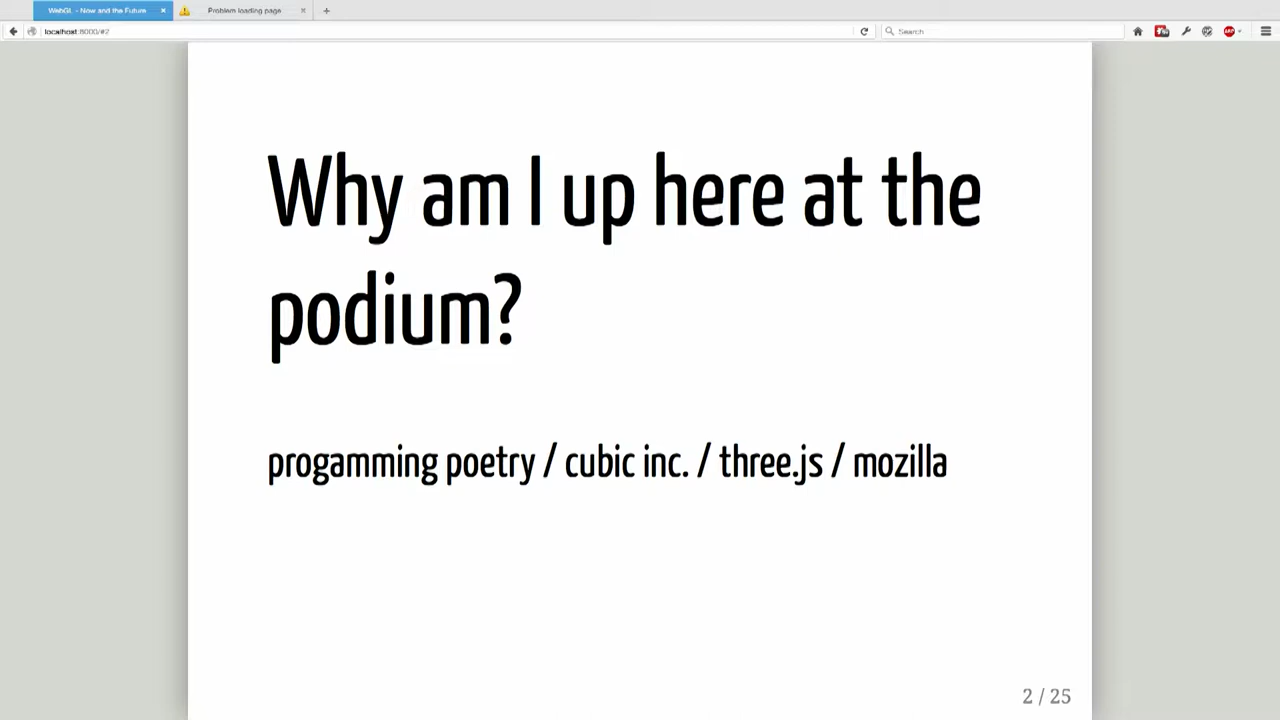 WebGL - Now and the Future
Problem loading page
localhost:8000/#2
Search
Why am I up here at the
podium?
progamming poetry / cubic inc. / three.js / mozilla
2 / 25